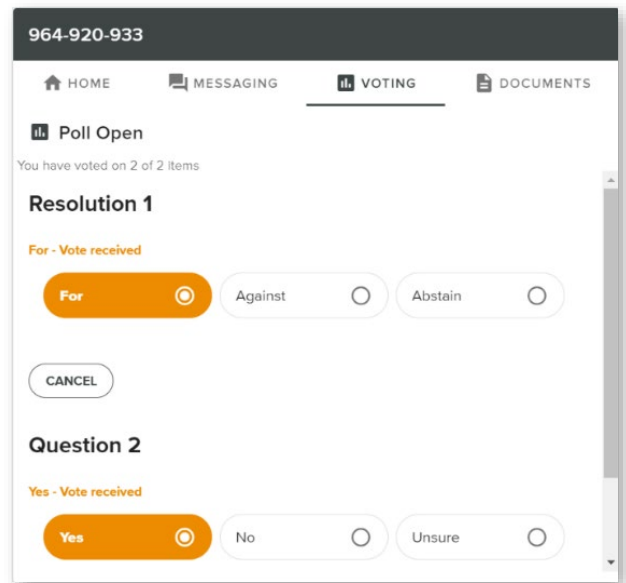 964-920-933
HOME MESSAGING VOTING DOCUMENTS
Poll Open
You have voted on 2 of 2 Items
Resolution 1
For - Vote received
For Against Abstain
CANCEL
Question 2
Yes - Vote received
Yes No Unsure